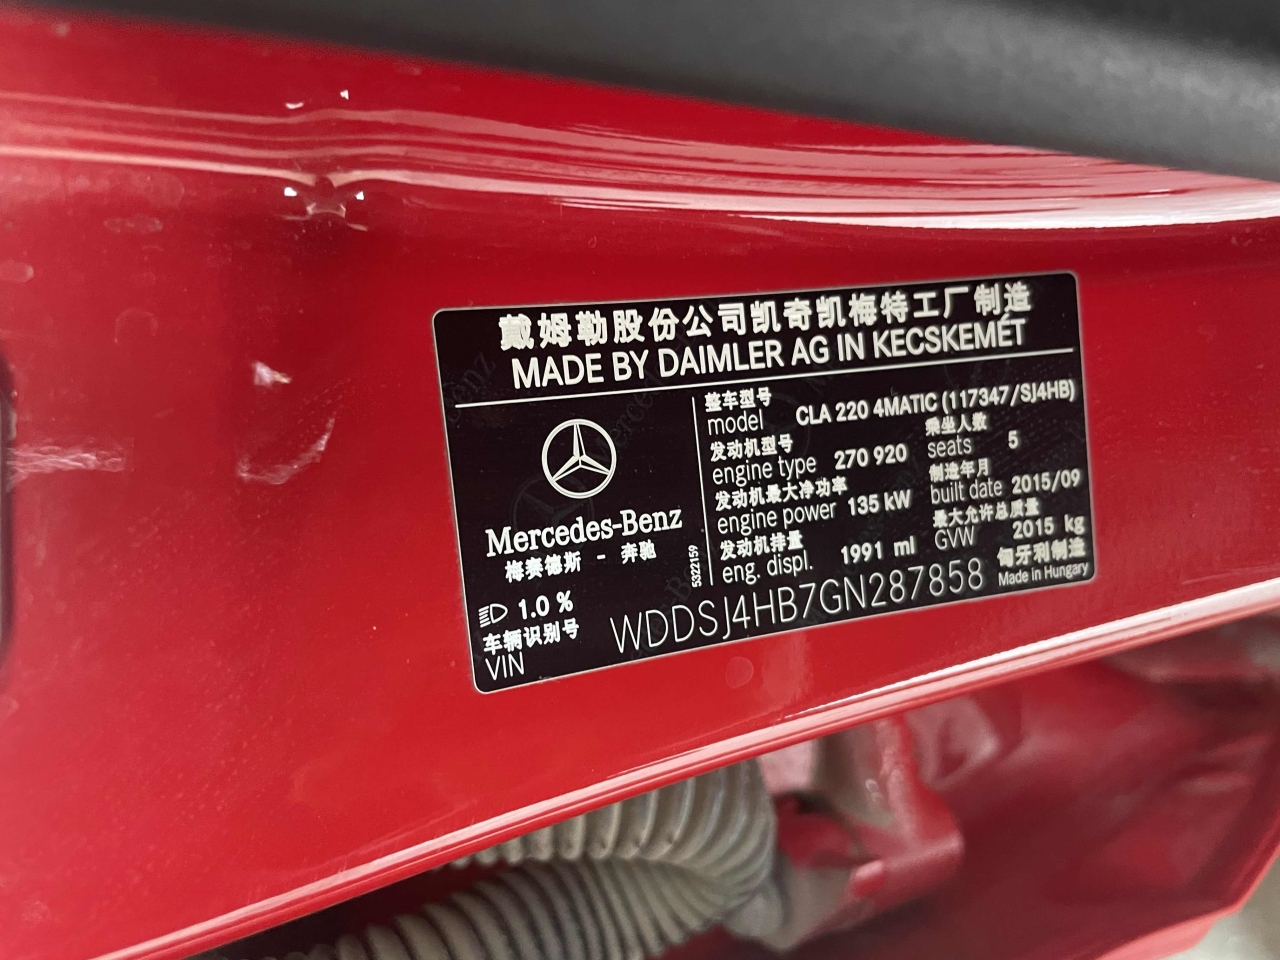 戴姆勒股份公司凯奇凯梅特工厂制造
MADE BY DAIMLER AG IN KECSKEMÉT
Mercedes-Benz
梅赛德斯 - 奔驰
1.0 %
5322159
整车型号
model CLA 220 4MATIC (117347/SJ4HB)
发动机型号 乘坐人数
engine type 270 920 seats 5
发动机最大净功率 制造年月
engine power 135 kW built date 2015/09
发动机排量 最大允许总质量
eng. displ. 1991 ml GVW 2015 kg
匈牙利制造
Made in Hungary
车辆识别号
VIN WDDSJ4HB7GN287858